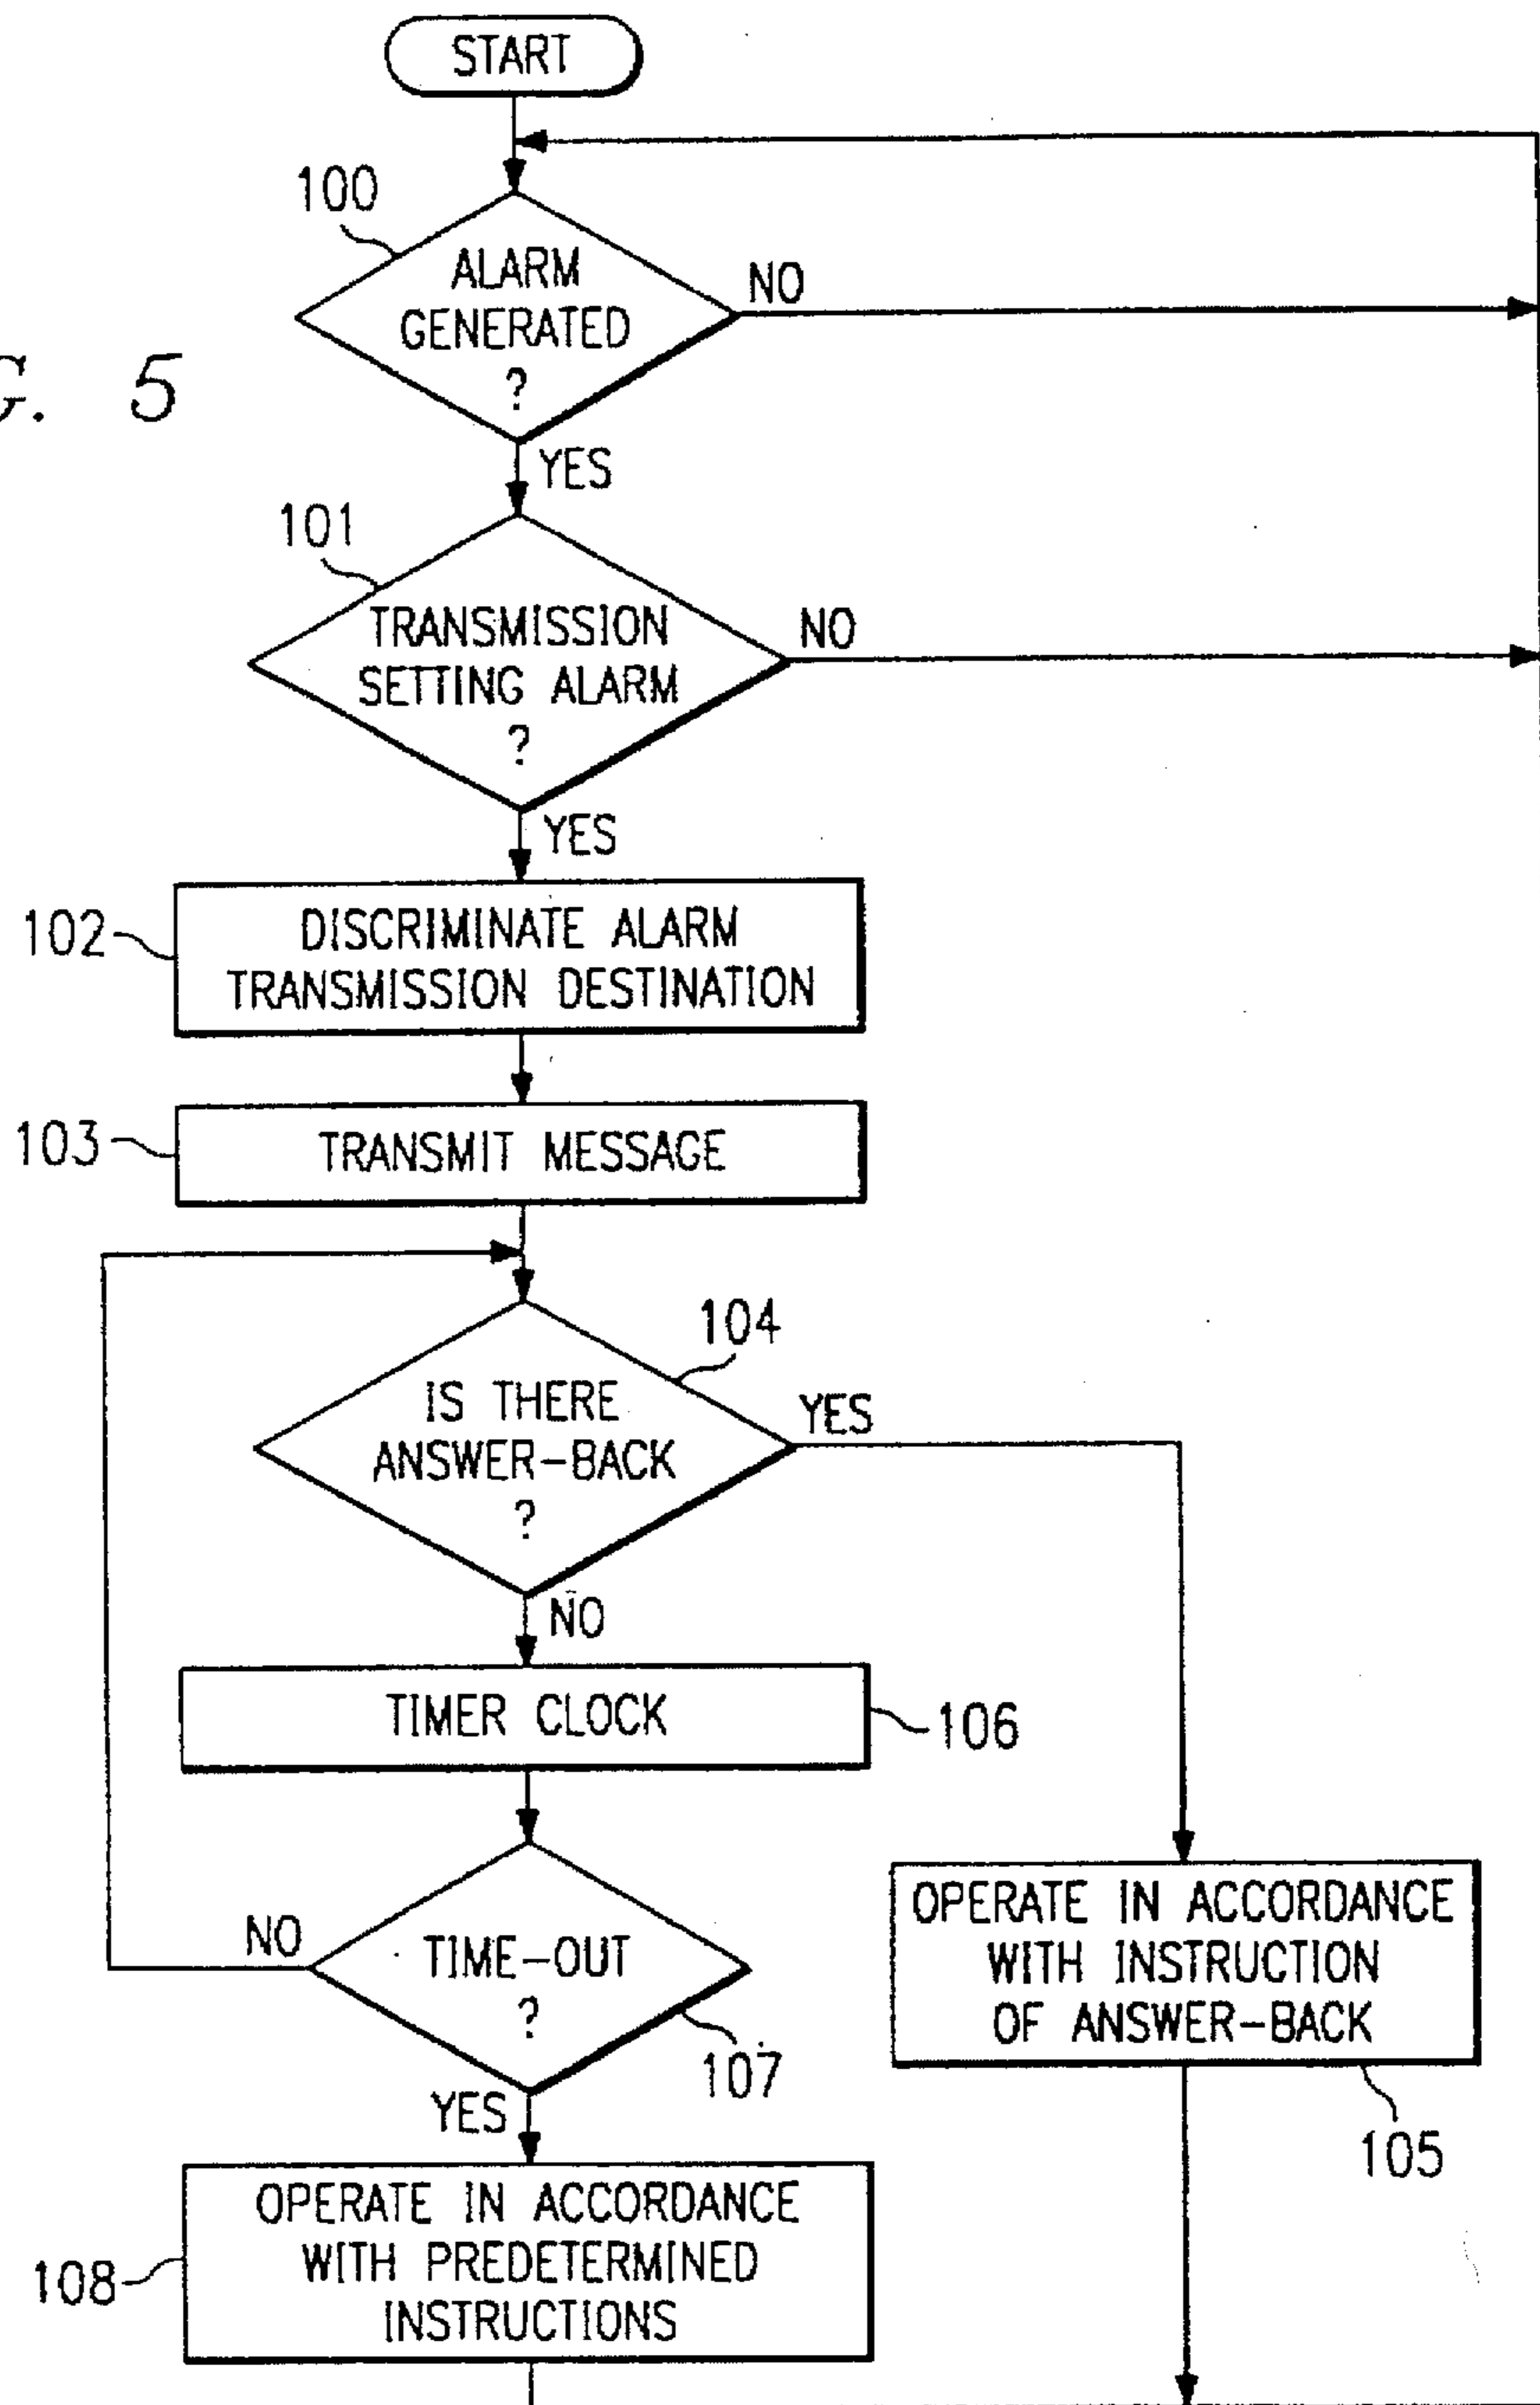 START
100
ALARM
GENERATED
?
NO
YES
G. 5
101
TRANSMISSION
SETTING ALARM
?
NO
YES
102
DISCRIMINATE ALARM
TRANSMISSION DESTINATION
103
TRANSMIT MESSAGE
104
IS THERE
ANSWER-BACK
?
YES
NO
TIMER CLOCK
106
NO
TIME-OUT
?
107
YES
OPERATE IN ACCORDANCE
WITH INSTRUCTION
OF ANSWER-BACK
105
108
OPERATE IN ACCORDANCE
WITH PREDETERMINED
INSTRUCTIONS